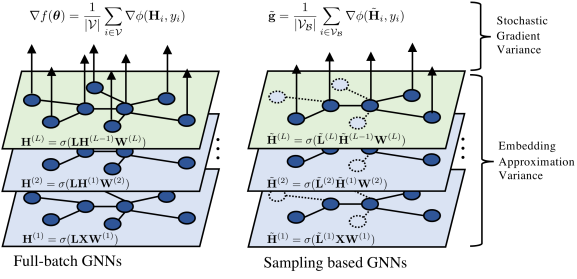 ∇f(θ) = 1/|𝒱| ∑_{i∈𝒱} ∇ϕ(H_i, y_i)
g̃ = 1/|𝒱_ℬ| ∑_{i∈𝒱_ℬ} ∇ϕ(H̃_i, y_i)
Stochastic
Gradient
Variance
H^(L) = σ(LH^(L−1)W^(L))
H^(2) = σ(LH^(1)W^(2))
H^(1) = σ(LXW^(1))
Full-batch GNNs
H̃^(L) = σ(L̃^(L)H̃^(L−1)W^(L))
H̃^(2) = σ(L̃^(2)H̃^(1)W^(2))
H̃^(1) = σ(L̃^(1)XW^(1))
Sampling based GNNs
Embedding
Approximation
Variance